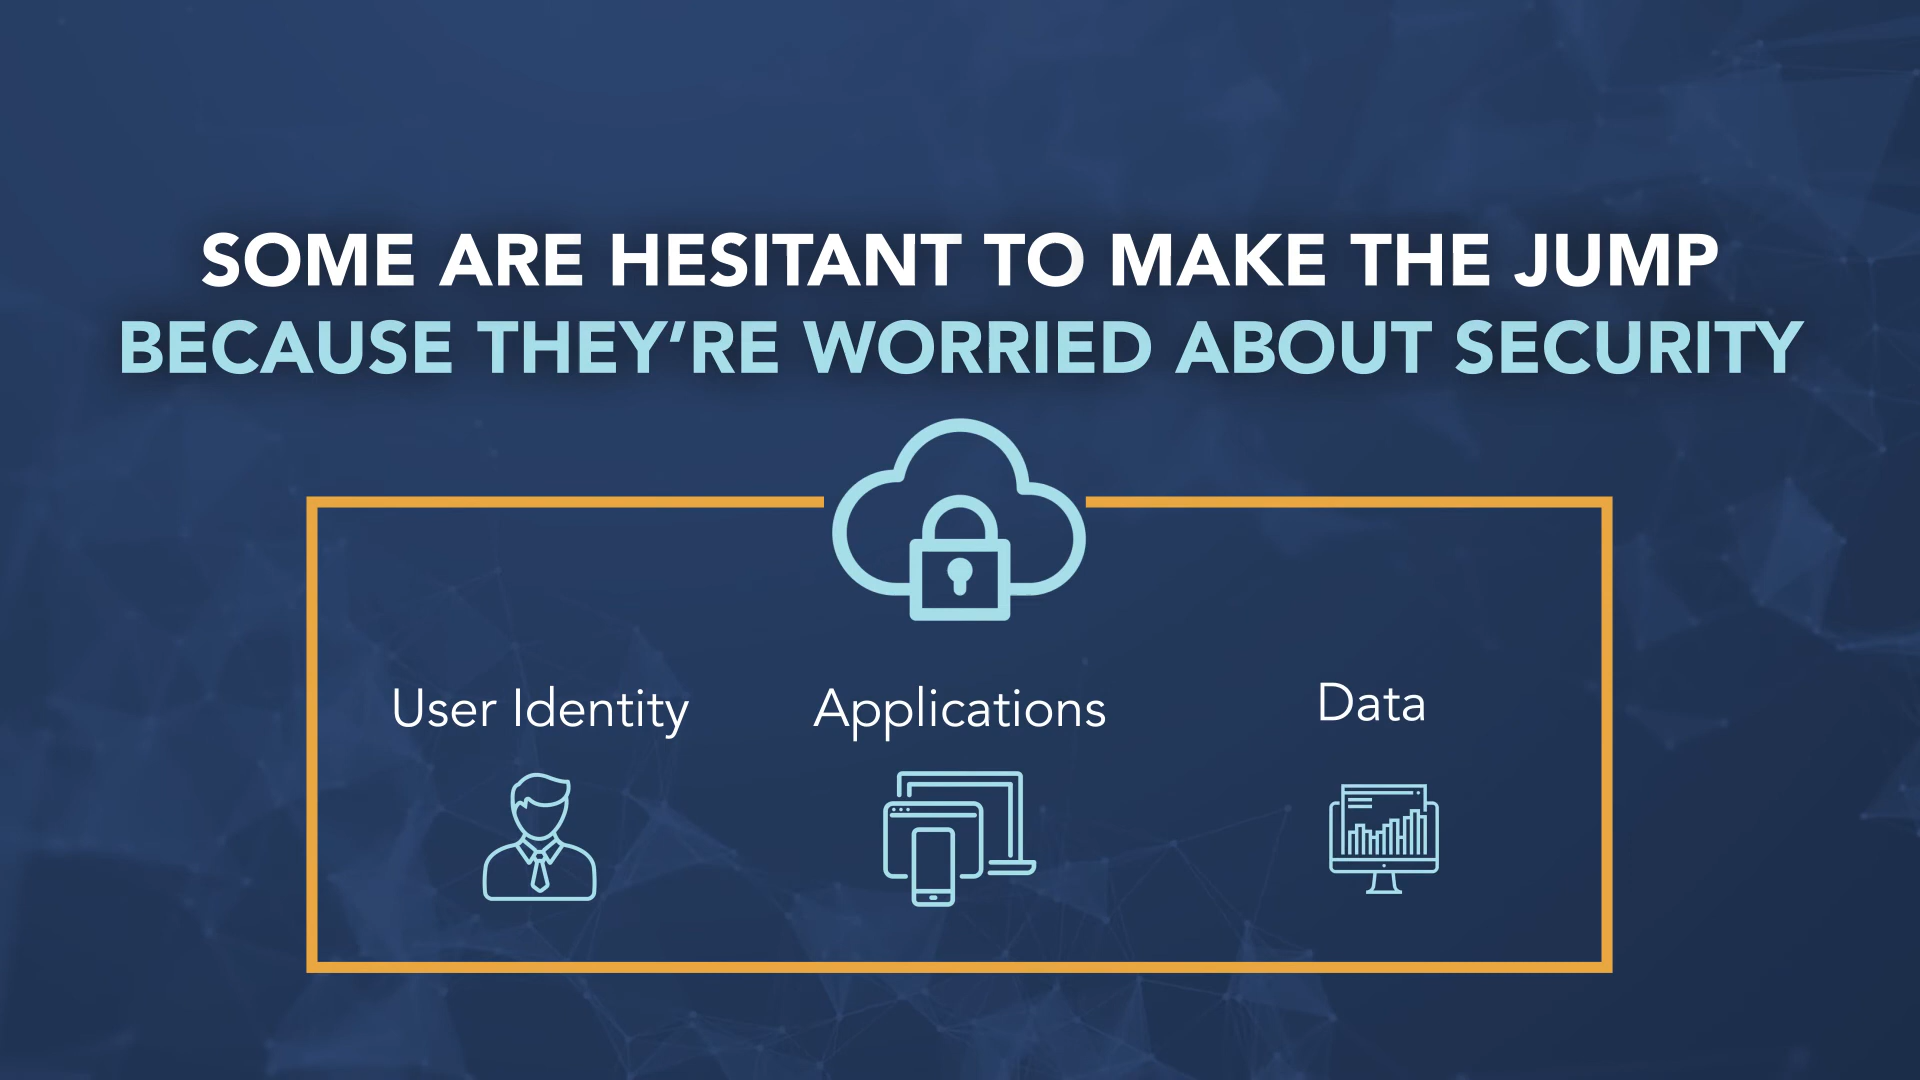 SOME ARE HESITANT TO MAKE THE JUMP
BECAUSE THEY’RE WORRIED ABOUT SECURITY
User Identity
Applications
Data